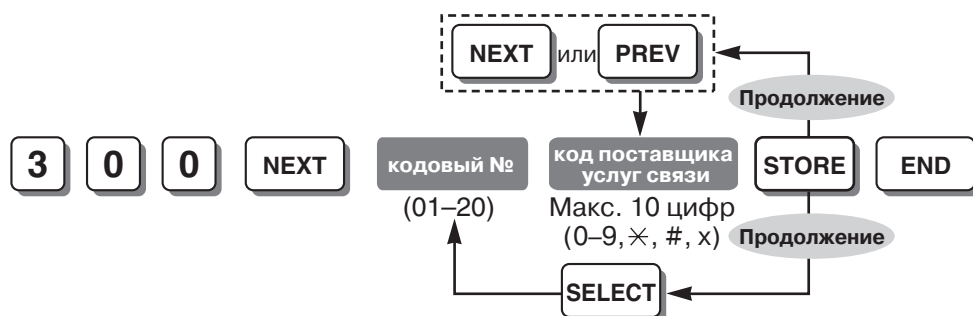 NEXT или PREV
Продолжение
3 0 0 NEXT кодовый № код поставщика услуг связи STORE END
(01–20)
Макс. 10 цифр
(0–9, ✳, #, x)
Продолжение
SELECT